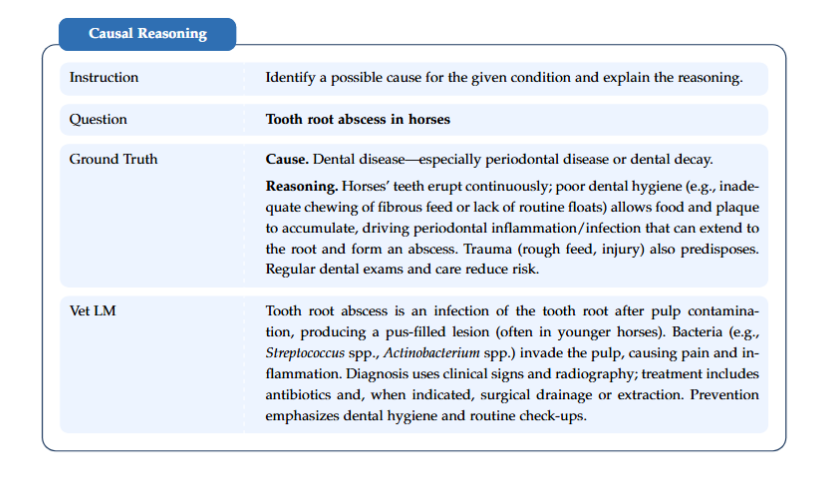 Causal Reasoning
Instruction
Identify a possible cause for the given condition and explain the reasoning.
Question
Tooth root abscess in horses
Ground Truth
Cause. Dental disease—especially periodontal disease or dental decay.
Reasoning. Horses' teeth erupt continuously; poor dental hygiene (e.g., inade-
quate chewing of fibrous feed or lack of routine floats) allows food and plaque
to accumulate, driving periodontal inflammation/infection that can extend to
the root and form an abscess. Trauma (rough feed, injury) also predisposes.
Regular dental exams and care reduce risk.
Vet LM
Tooth root abscess is an infection of the tooth root after pulp contamina-
tion, producing a pus-filled lesion (often in younger horses). Bacteria (e.g.,
Streptococcus spp., Actinobacterium spp.) invade the pulp, causing pain and in-
flammation. Diagnosis uses clinical signs and radiography; treatment includes
antibiotics and, when indicated, surgical drainage or extraction. Prevention
emphasizes dental hygiene and routine check-ups.